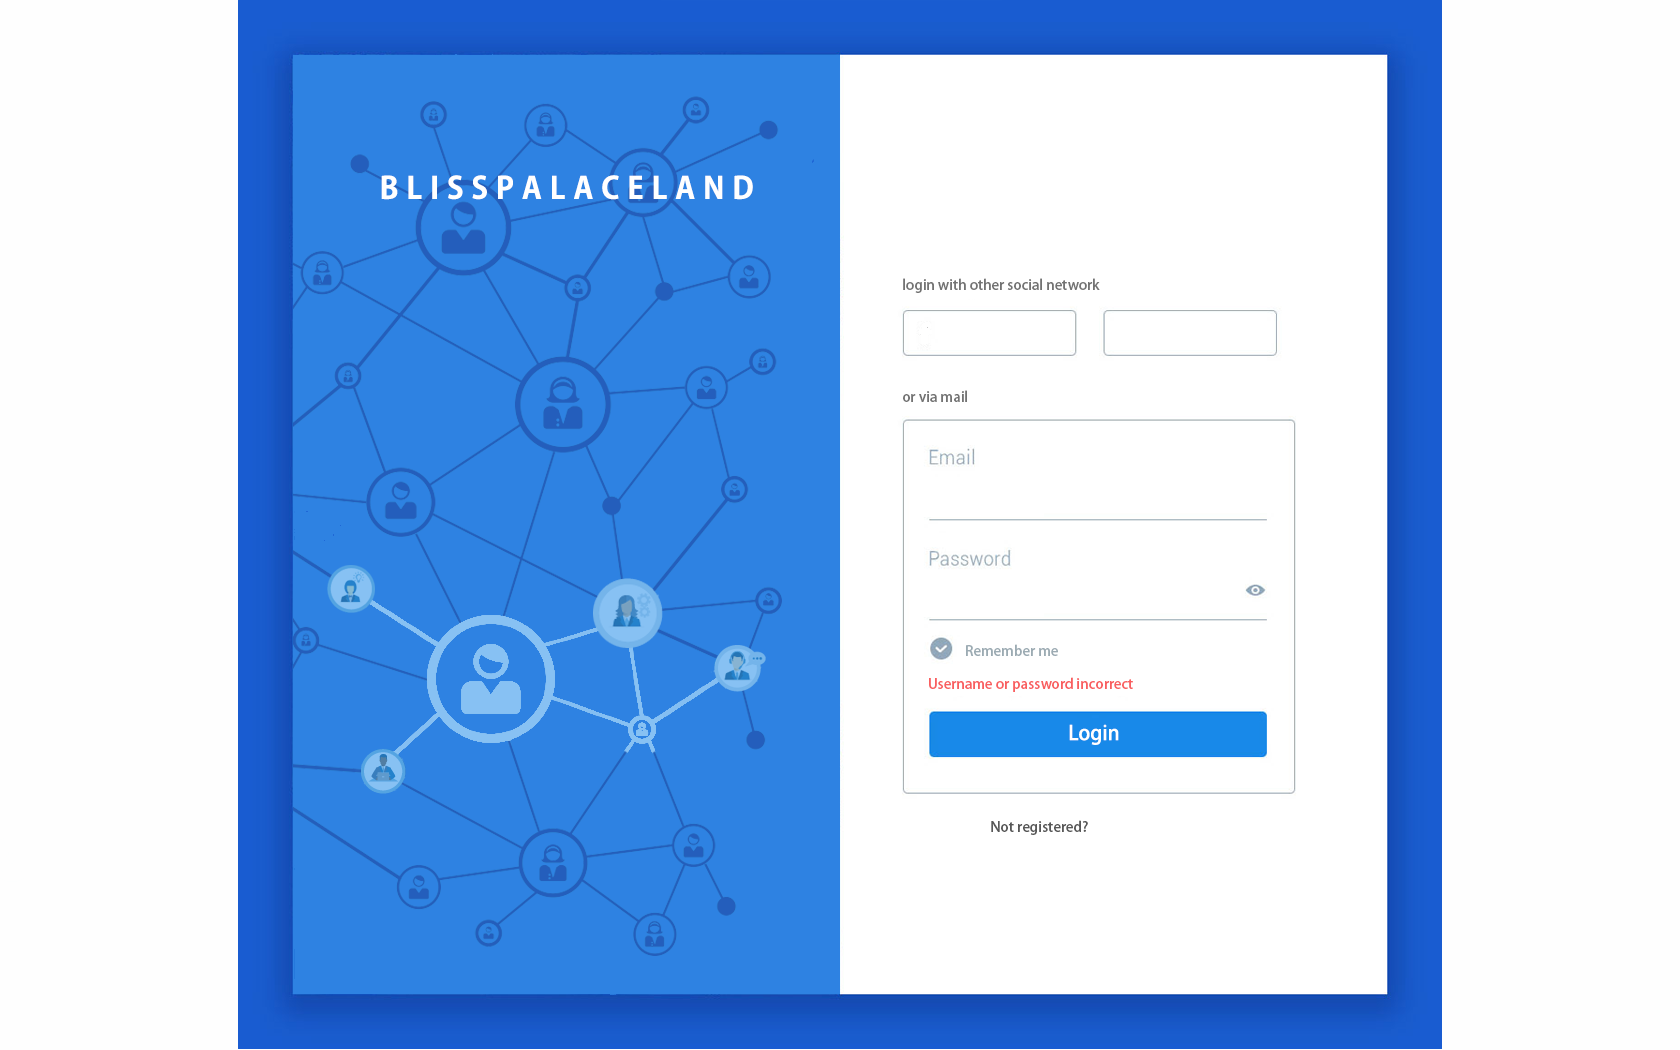 BLISSPALACELAND
login with other social network
or via mail
Email
Password
Remember me
Username or password incorrect
Login
Not registered?